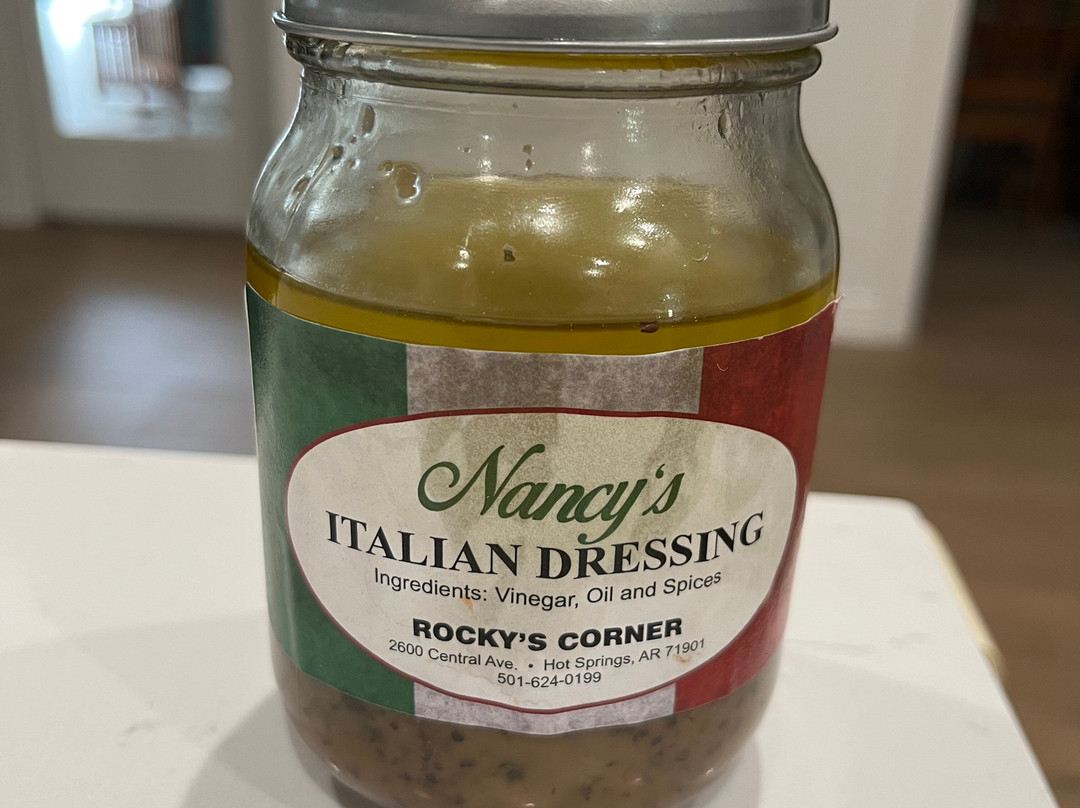 Nancy's
ITALIAN DRESSING
Ingredients: Vinegar, Oil and Spices
ROCKY'S CORNER
2600 Central Ave. • Hot Springs, AR 71901
501-624-0199